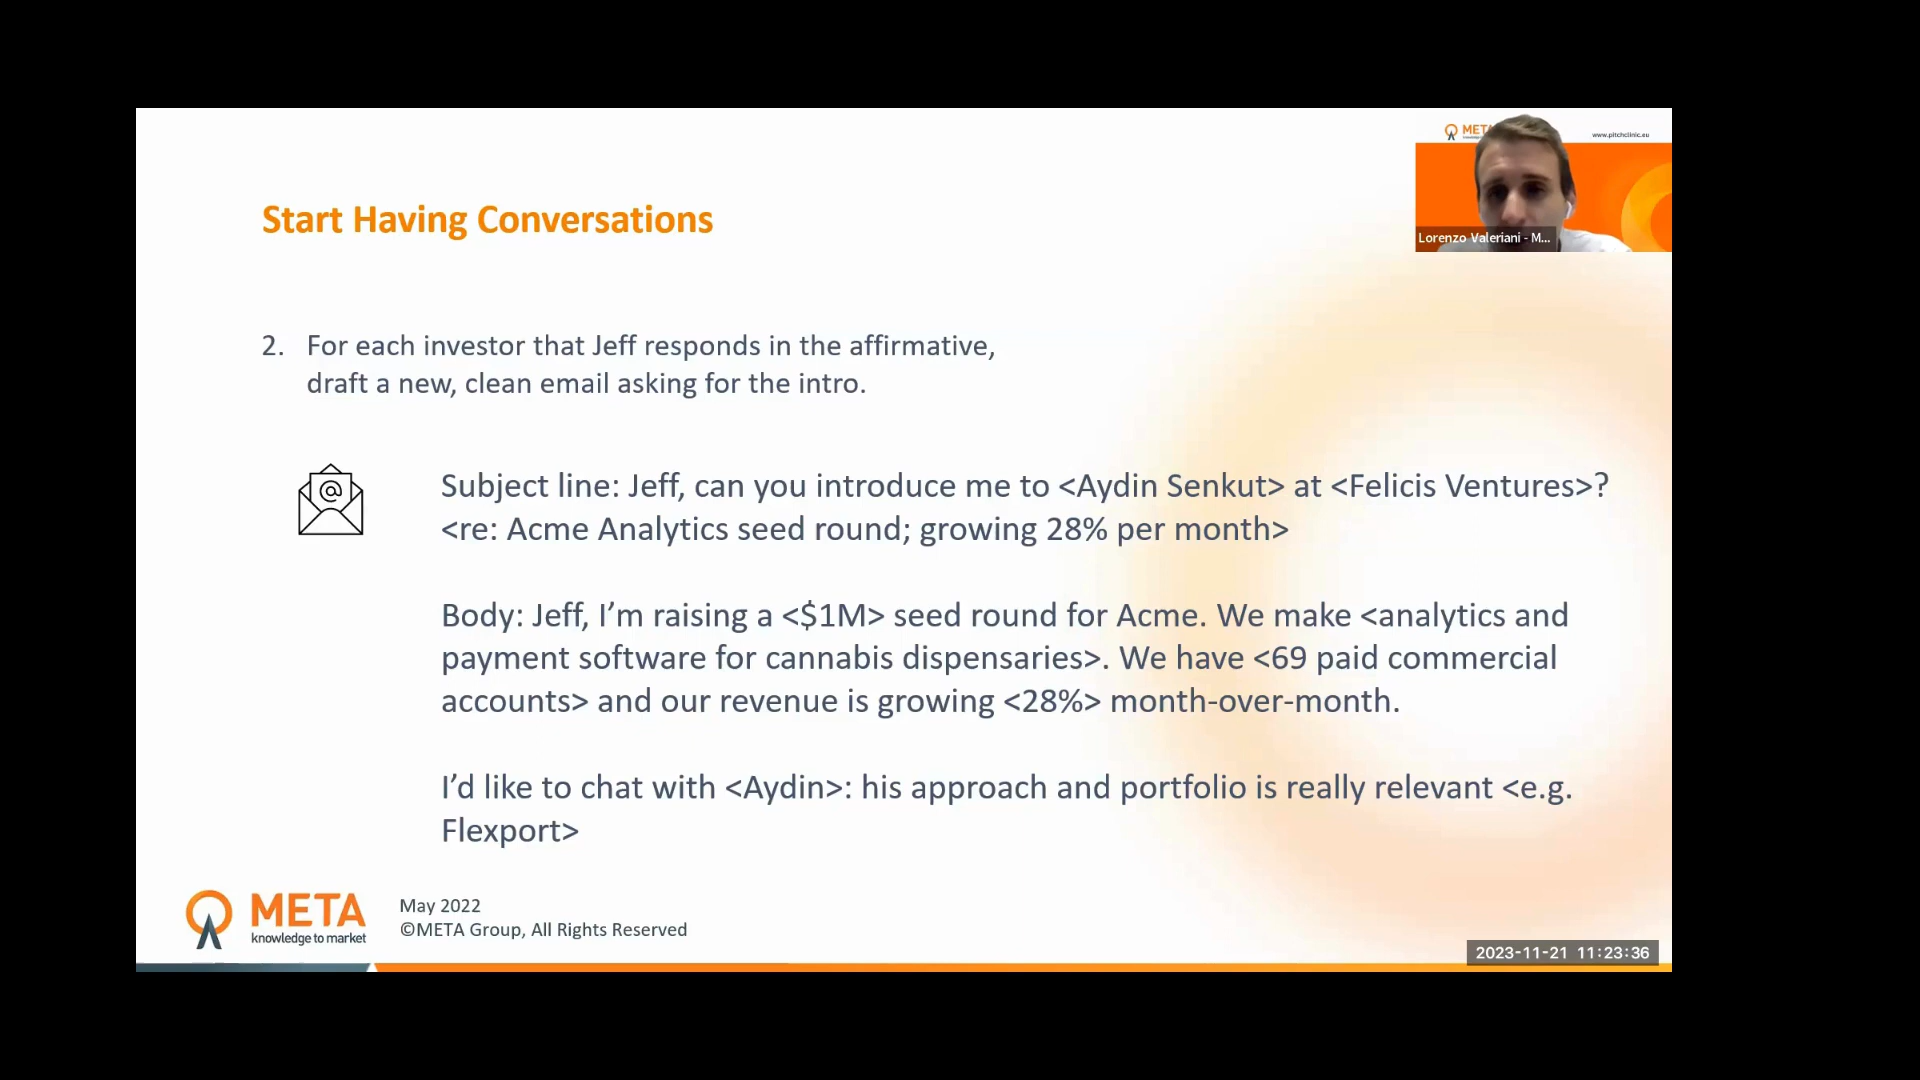 META
www.pitchclinic.eu
Lorenzo Valeriani - M...
Start Having Conversations
2. For each investor that Jeff responds in the affirmative,
draft a new, clean email asking for the intro.
@
Subject line: Jeff, can you introduce me to <Aydin Senkut> at <Felicis Ventures>?
<re: Acme Analytics seed round; growing 28% per month>
Body: Jeff, I’m raising a <$1M> seed round for Acme. We make <analytics and
payment software for cannabis dispensaries>. We have <69 paid commercial
accounts> and our revenue is growing <28%> month-over-month.
I’d like to chat with <Aydin>: his approach and portfolio is really relevant <e.g.
Flexport>
META
knowledge to market
May 2022
©META Group, All Rights Reserved
2023-11-21 11:23:36